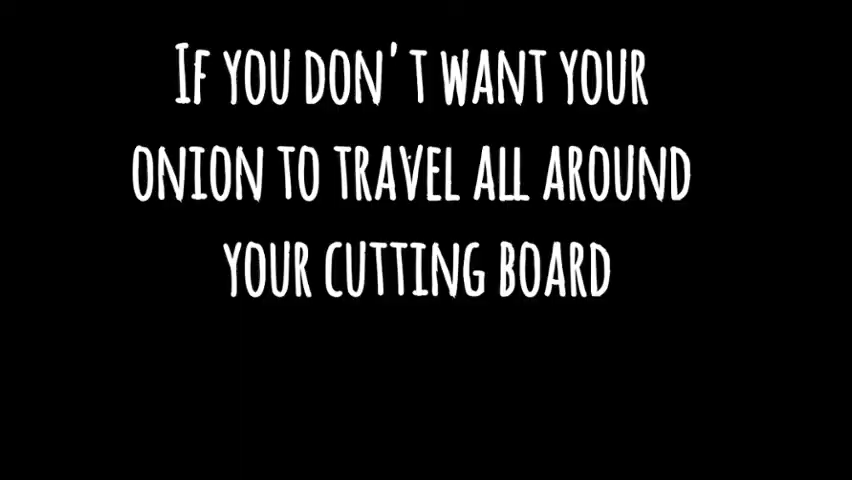 If you don't want your
onion to travel all around
your cutting board